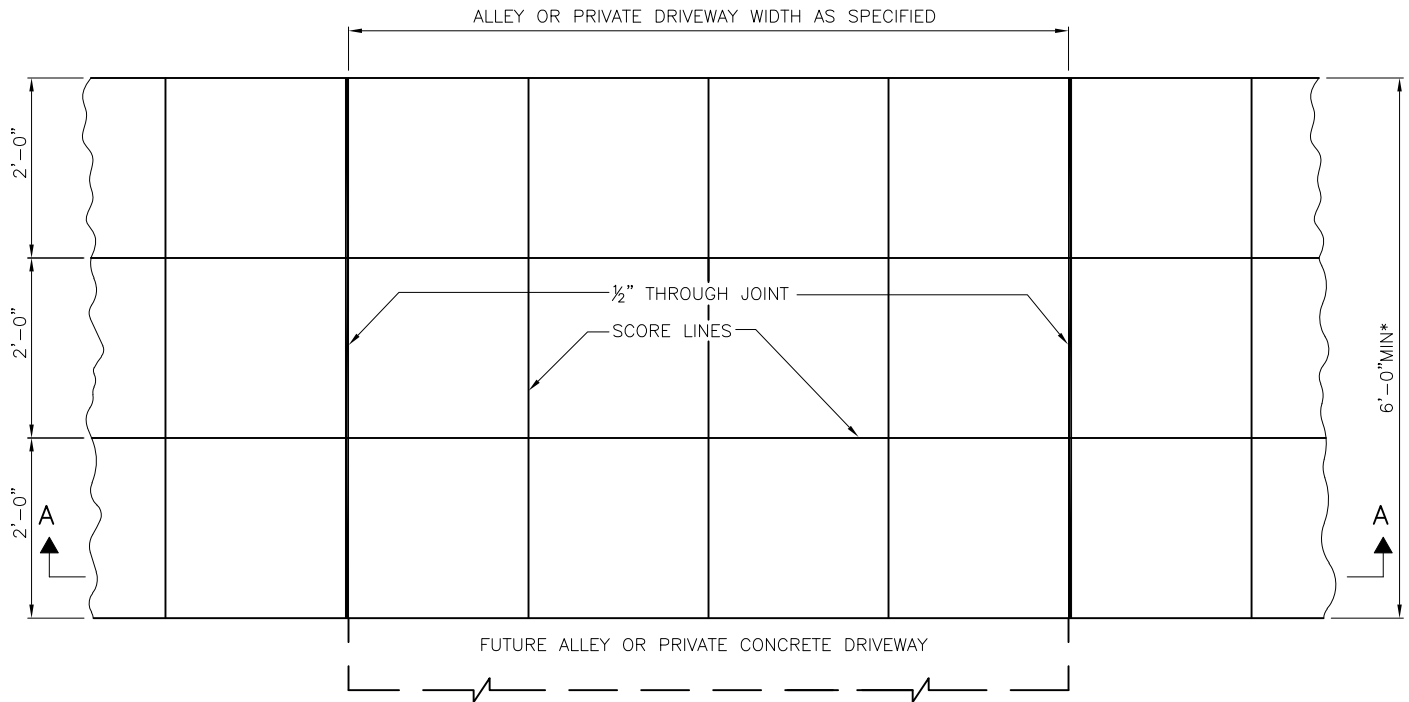 ALLEY OR PRIVATE DRIVEWAY WIDTH AS SPECIFIED
2'-0"
2'-0"
½" THROUGH JOINT
SCORE LINES
6'-0"MIN*
2'-0"
A
A
FUTURE ALLEY OR PRIVATE CONCRETE DRIVEWAY